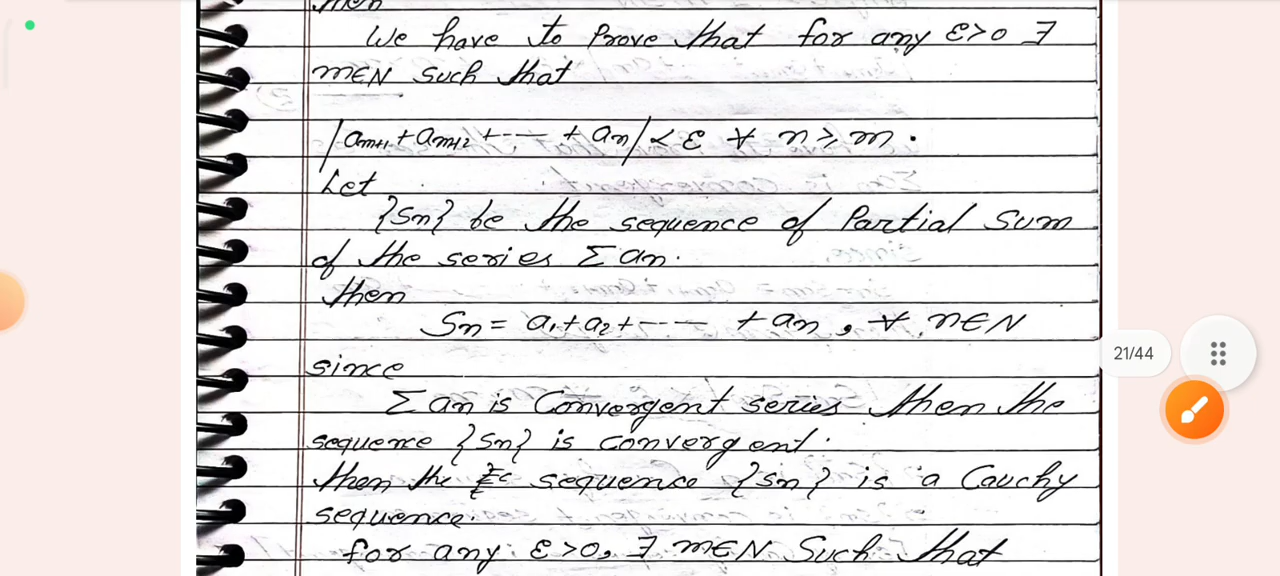 then
We have to Prove that for any ε>0 ∃
m∈N such that
|am+1+am+2+---- +an|<ε ∀ n≥m.
Let
{Sn} be the sequence of Partial Sum
of the series Σan.
then
Sn= a1+a2+---- +an, ∀ n∈N
since
Σan is Convergent series then the
sequence {Sn} is convergent.
then the sequence {Sn} is a Cauchy
sequence.
for any ε>0, ∃ m∈N Such that
21/44